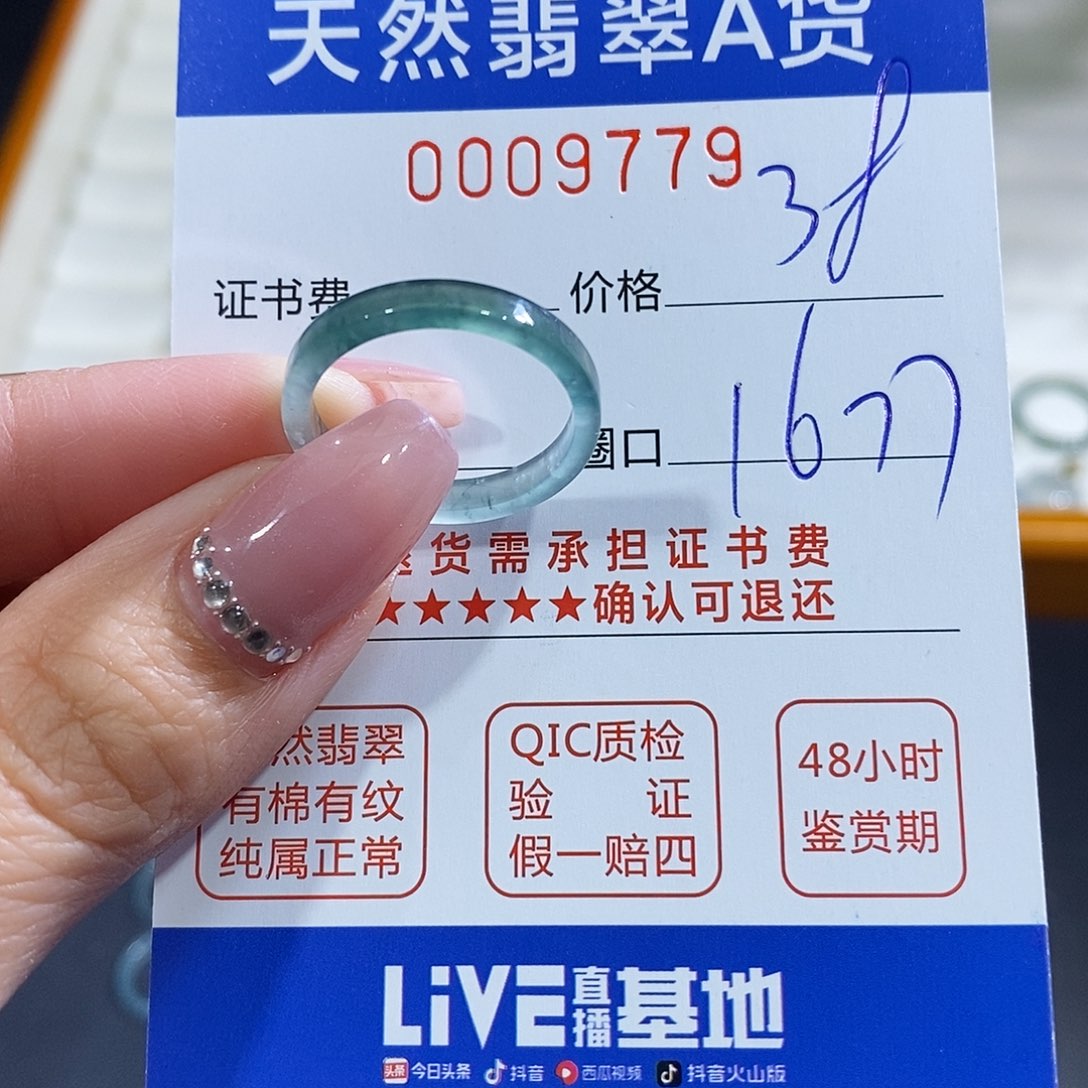 天然翡翠A货
0009779
38
证书费 价格
圈口 1677
货需承担证书费
★★★★★确认可退还
然翡翠
有棉有纹
纯属正常
QIC质检
验 证
假一赔四
48小时
鉴赏期
LiVE直播基地
头条 今日头条 抖音 西瓜视频 抖音火山版